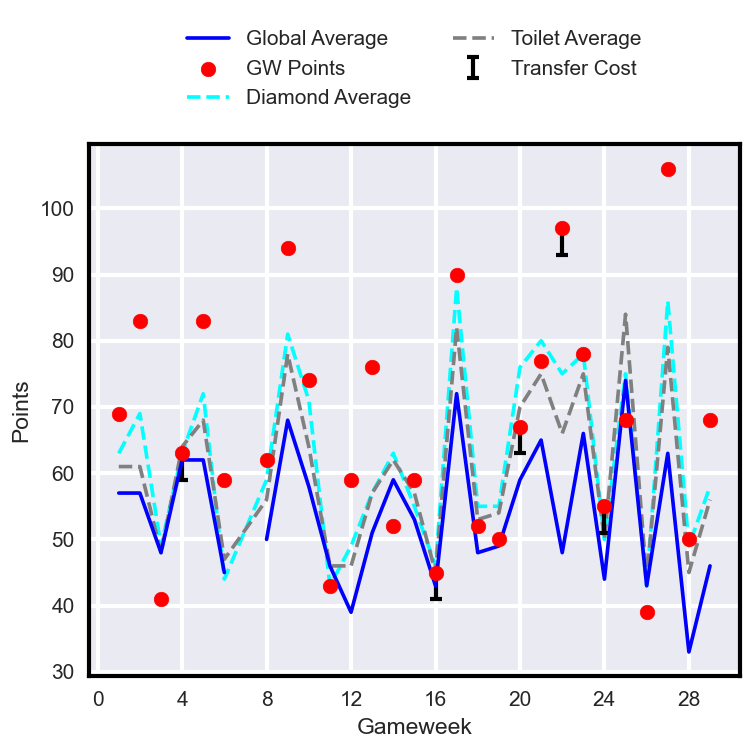 Global Average
GW Points
Diamond Average
Toilet Average
Transfer Cost
100
90
80
70
60
50
40
30
Points
0 4 8 12 16 20 24 28
Gameweek